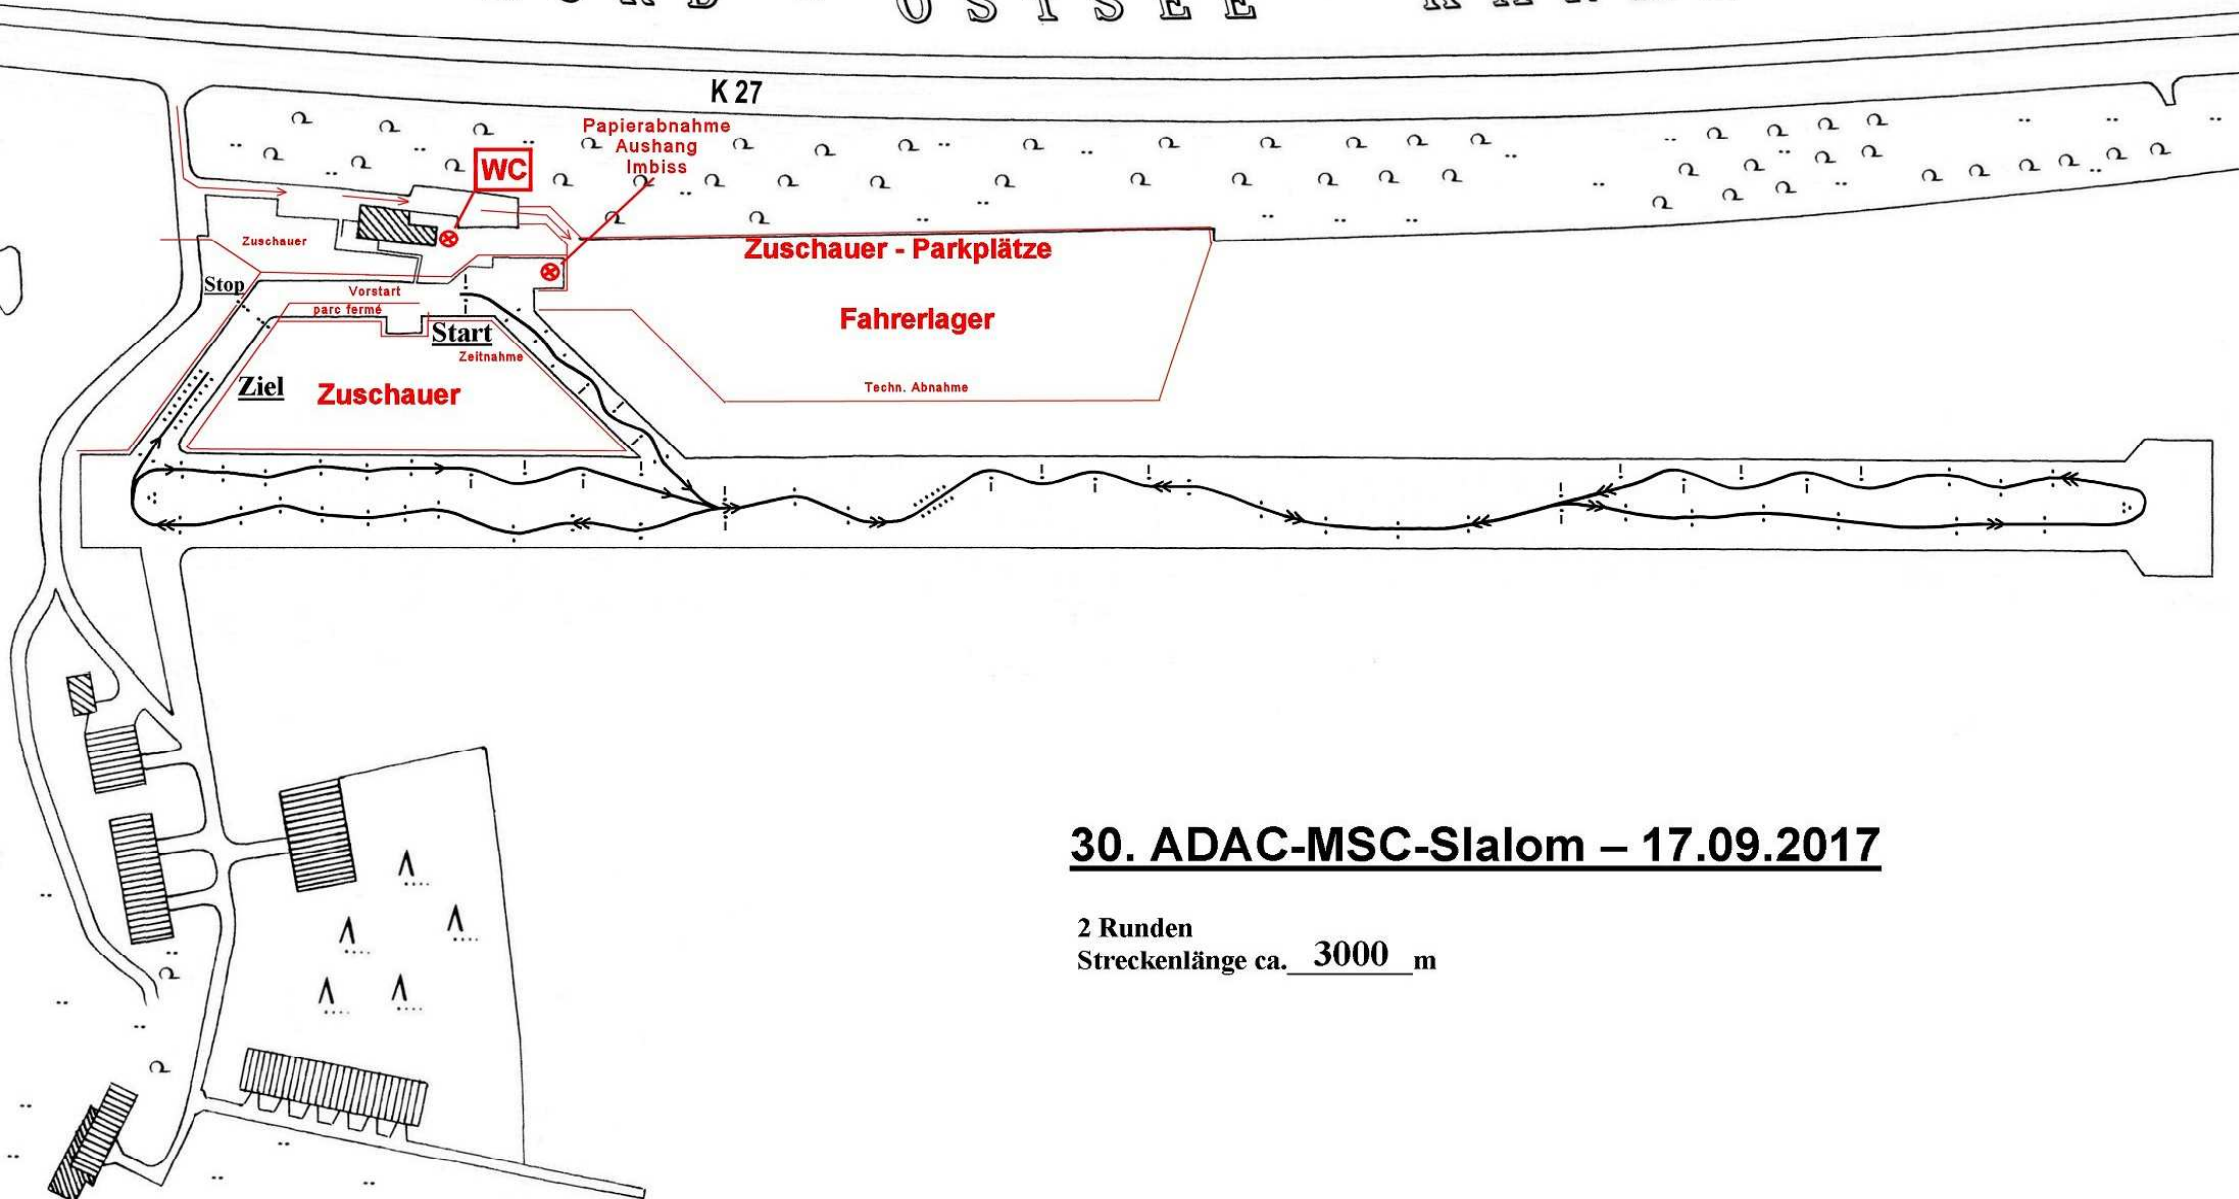 OSTSEE
K 27
Papierabnahme
Aushang
Imbiss
WC
Zuschauer
Zuschauer - Parkplätze
Stop
Vorstart
parc fermé
Start
Fahrerlager
Zeitnahme
Ziel
Zuschauer
Techn. Abnahme
30. ADAC-MSC-Slalom – 17.09.2017
2 Runden
Streckenlänge ca. 3000 m